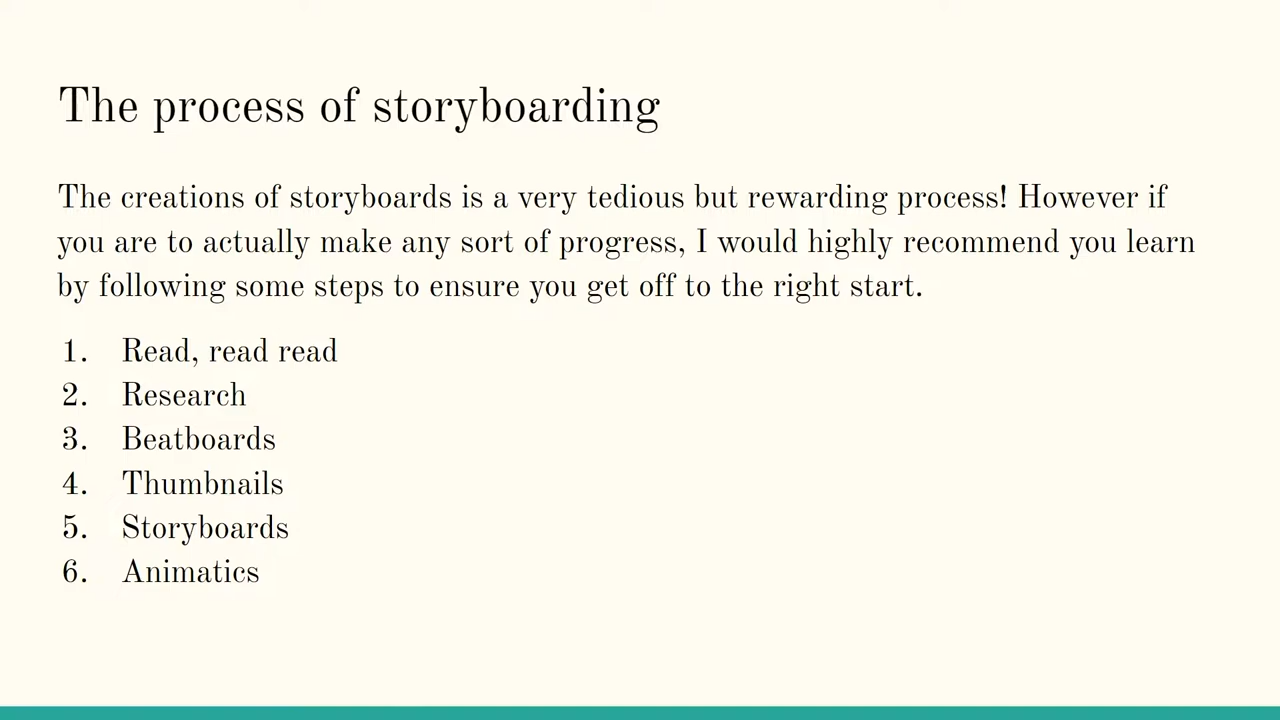 The process of storyboarding
The creations of storyboards is a very tedious but rewarding process! However if
you are to actually make any sort of progress, I would highly recommend you learn
by following some steps to ensure you get off to the right start.
1. Read, read read
2. Research
3. Beatboards
4. Thumbnails
5. Storyboards
6. Animatics